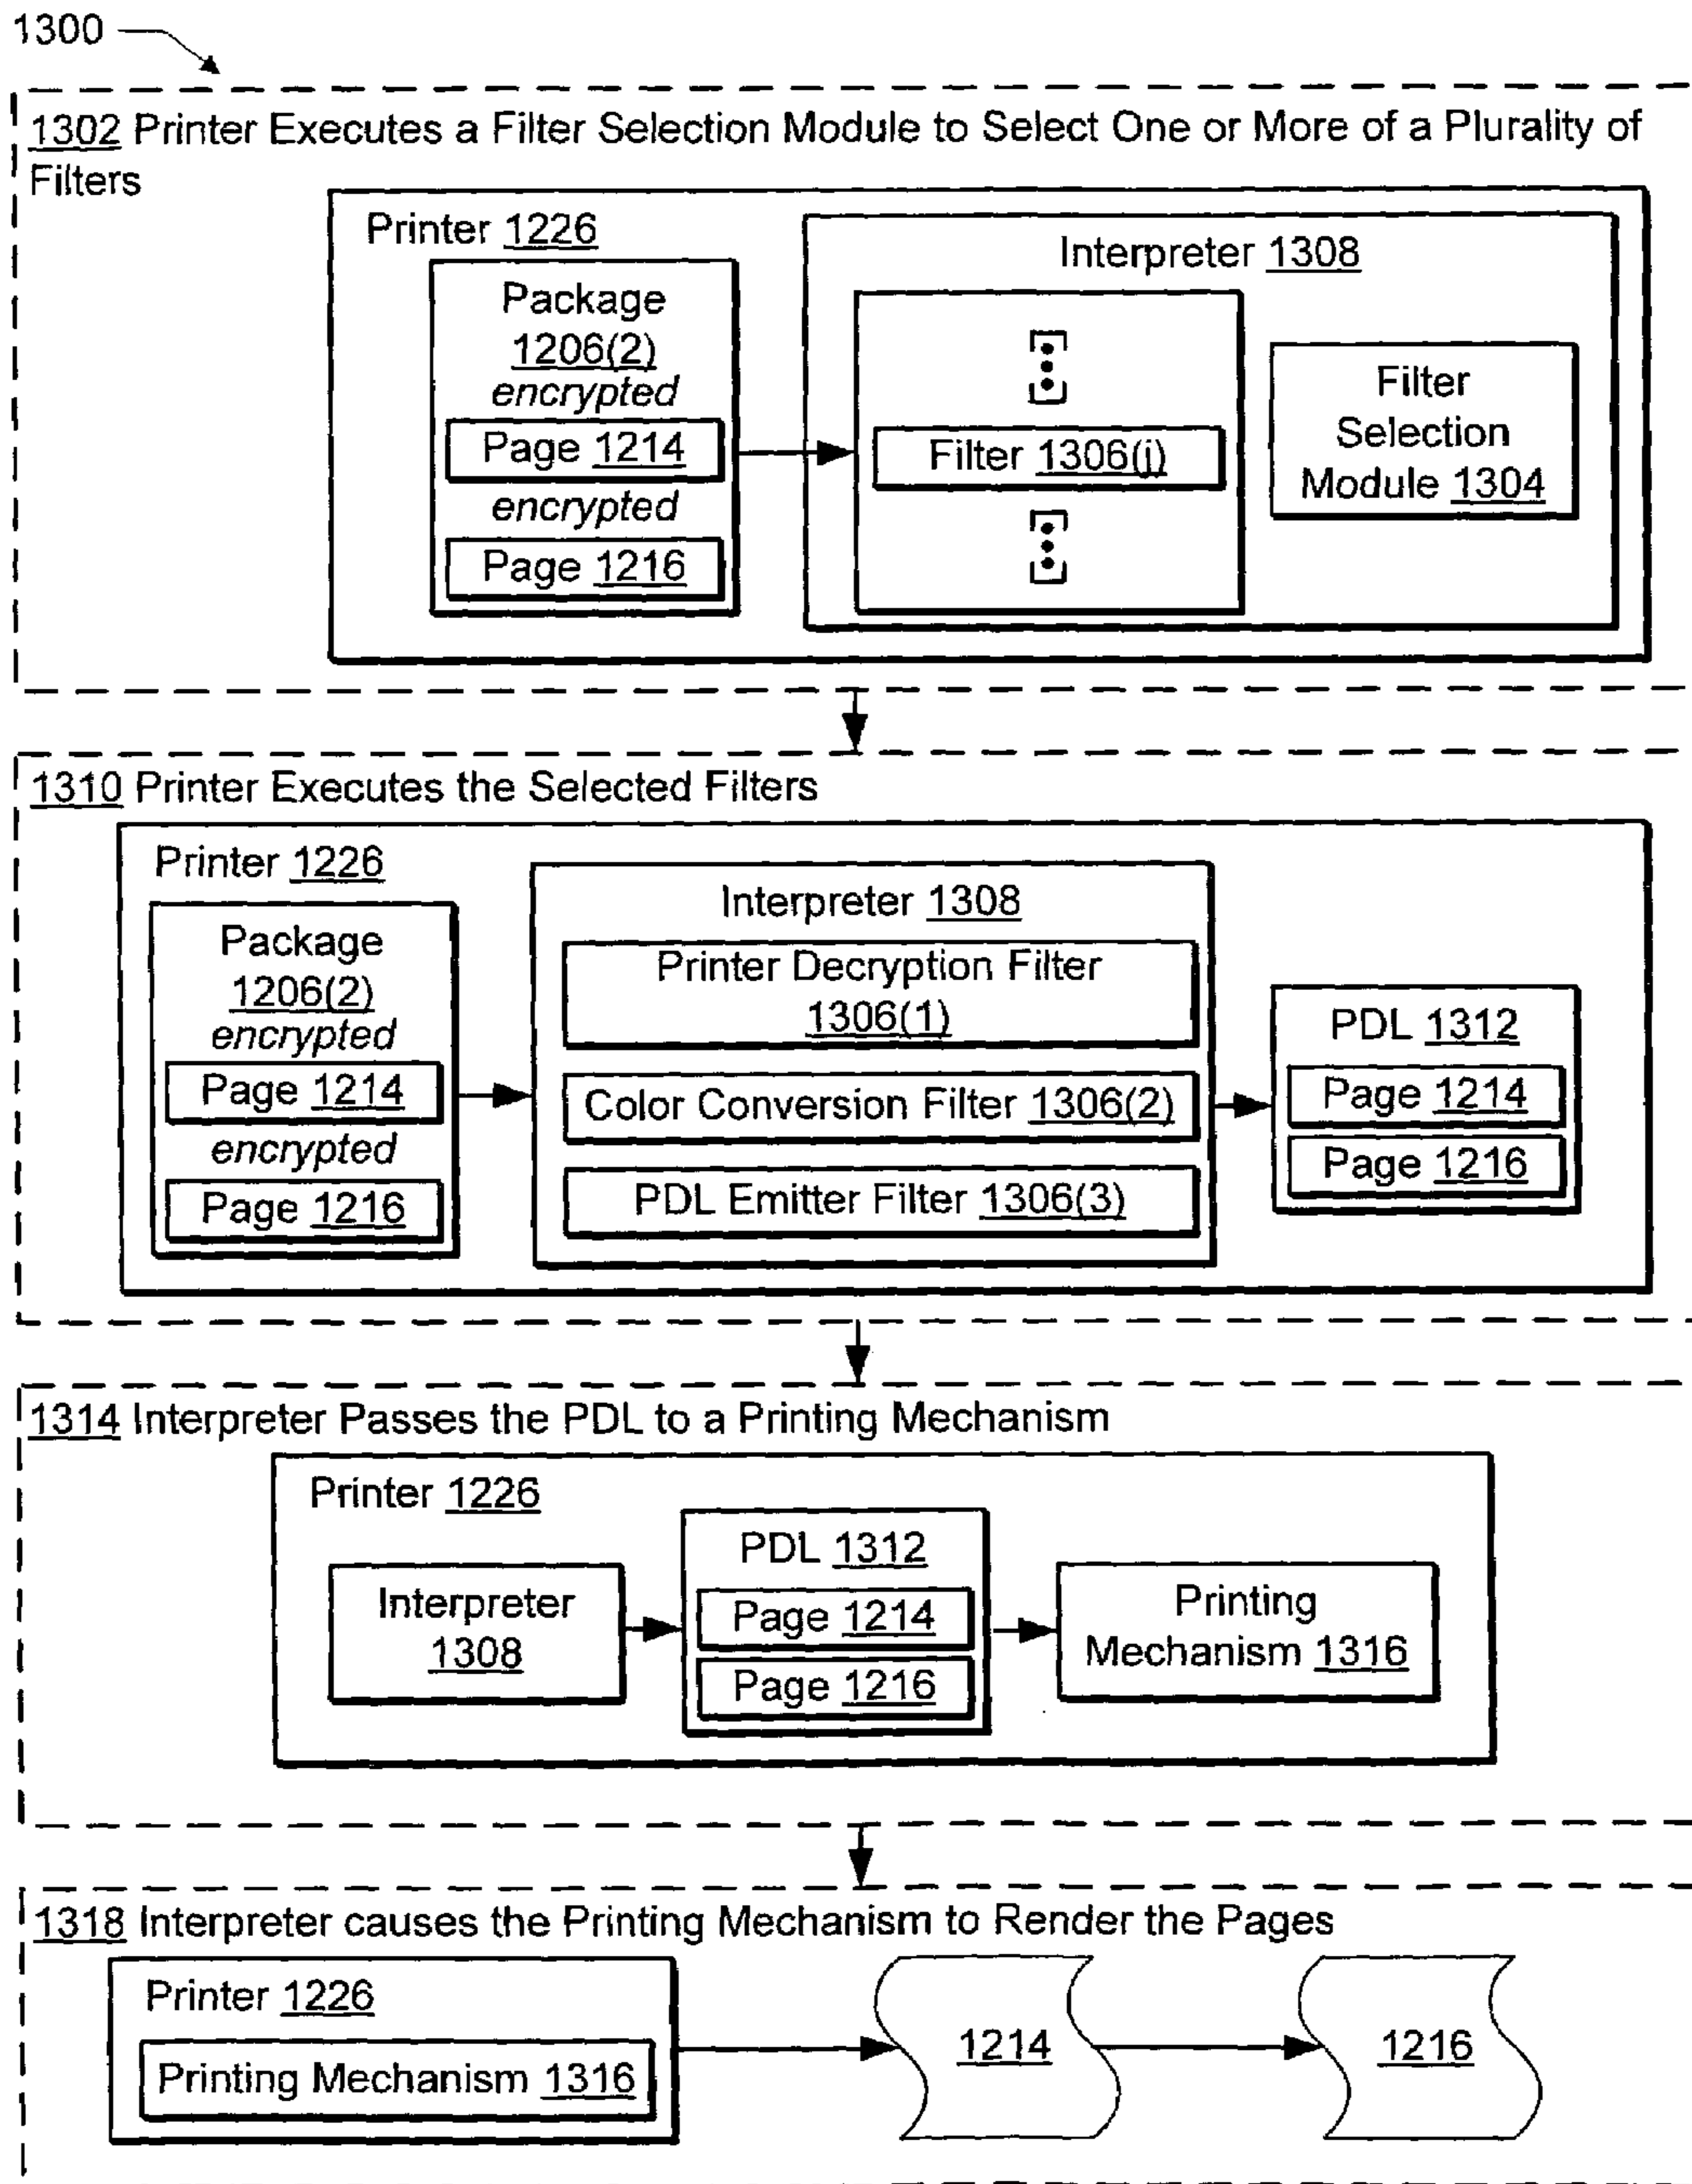 1300
1302 Printer Executes a Filter Selection Module to Select One or More of a Plurality of
Filters
Printer 1226
Package
1206(2)
encrypted
Page 1214
encrypted
Page 1216
Interpreter 1308
Filter 1306(j)
Filter
Selection
Module 1304
1310 Printer Executes the Selected Filters
Printer 1226
Package
1206(2)
encrypted
Page 1214
encrypted
Page 1216
Interpreter 1308
Printer Decryption Filter
1306(1)
Color Conversion Filter 1306(2)
PDL Emitter Filter 1306(3)
PDL 1312
Page 1214
Page 1216
1314 Interpreter Passes the PDL to a Printing Mechanism
Printer 1226
Interpreter
1308
PDL 1312
Page 1214
Page 1216
Printing
Mechanism 1316
1318 Interpreter causes the Printing Mechanism to Render the Pages
Printer 1226
Printing Mechanism 1316
1214
1216